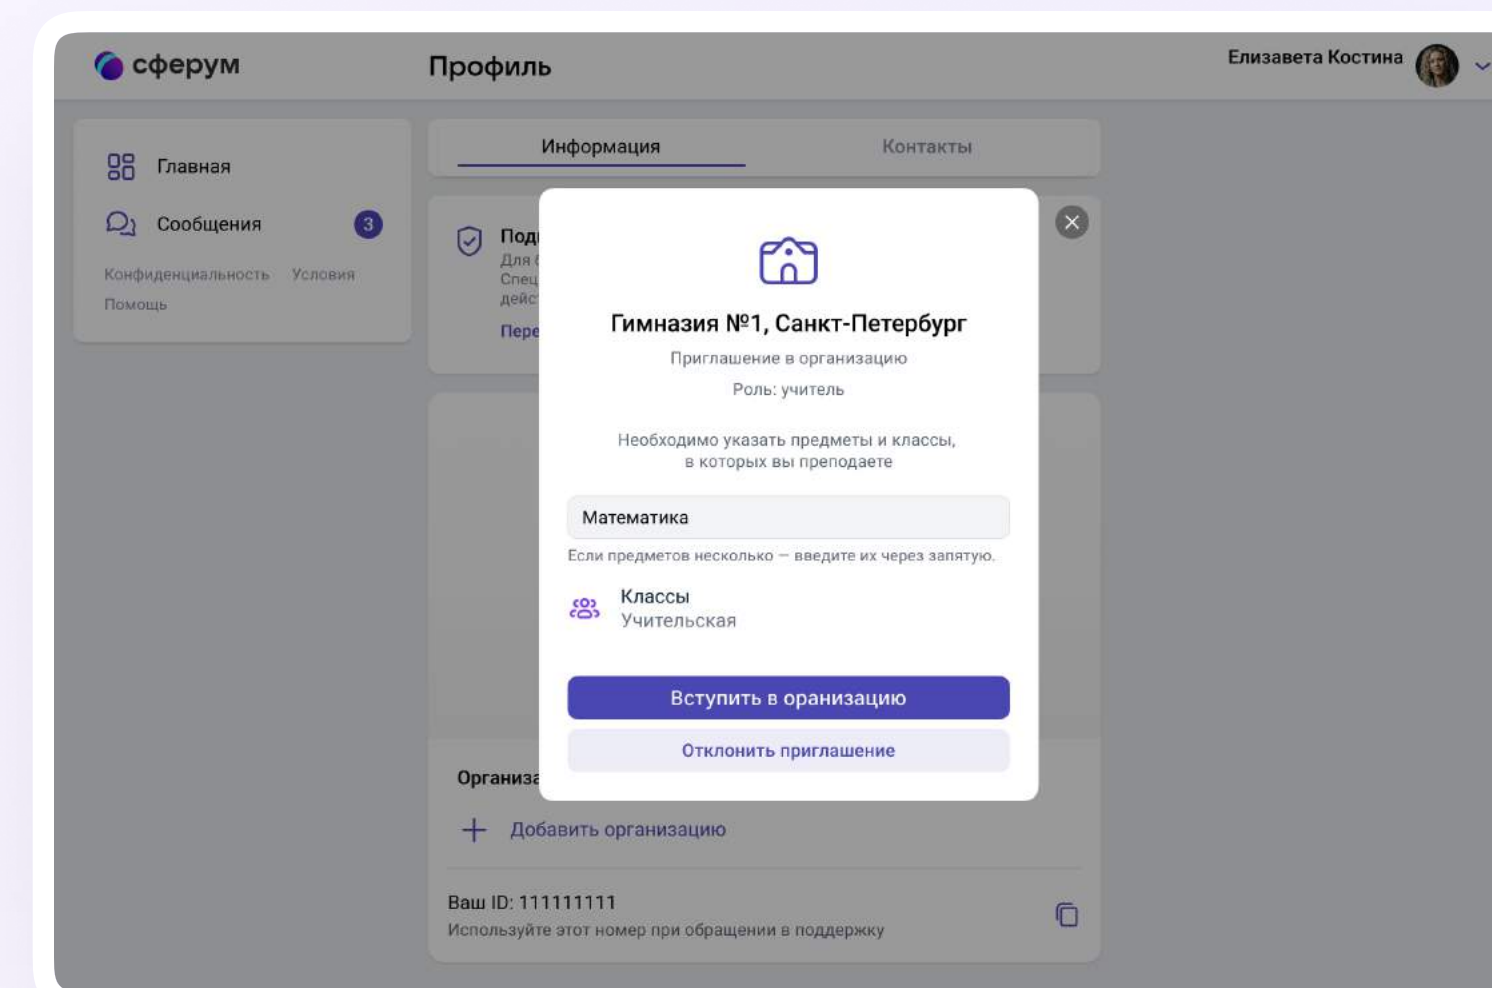 сферум
Профиль
Елизавета Костина
Главная
Сообщения
3
Конфиденциальность Условия
Помощь
Информация
Контакты
Для
Гимназия №1, Санкт-Петербург
Приглашение в организацию
Роль: учитель
Необходимо указать предметы и классы,
в которых вы преподаете
Математика
Если предметов несколько — введите их через запятую.
Классы
Учительская
Вступить в оранизацию
Отклонить приглашение
Добавить организацию
Ваш ID: 111111111
Используйте этот номер при обращении в поддержку